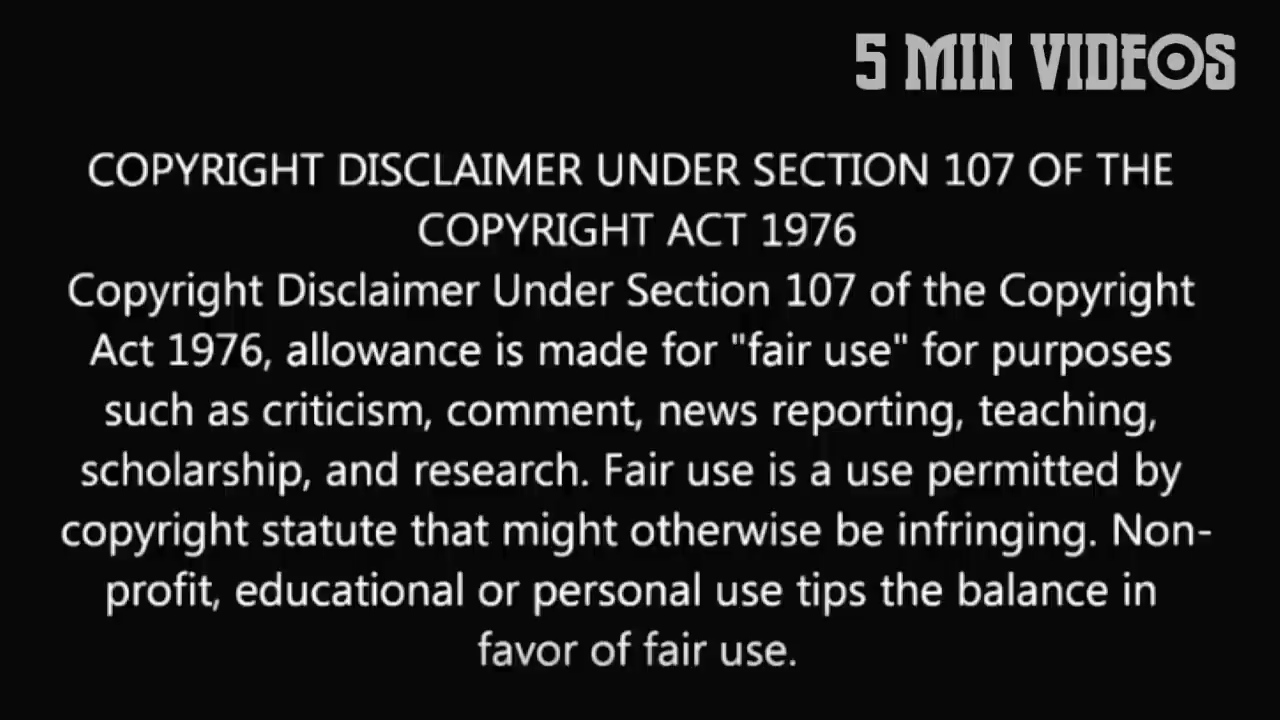 5 MIN VIDEOS
COPYRIGHT DISCLAIMER UNDER SECTION 107 OF THE
COPYRIGHT ACT 1976
Copyright Disclaimer Under Section 107 of the Copyright
Act 1976, allowance is made for "fair use" for purposes
such as criticism, comment, news reporting, teaching,
scholarship, and research. Fair use is a use permitted by
copyright statute that might otherwise be infringing. Non-
profit, educational or personal use tips the balance in
favor of fair use.